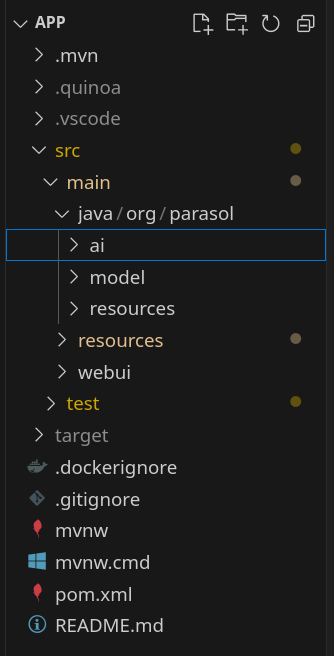 APP
.mvn
.quinoa
.vscode
src
main
java/org/parasol
ai
model
resources
resources
webui
test
target
.dockerignore
.gitignore
mvnw
mvnw.cmd
pom.xml
README.md